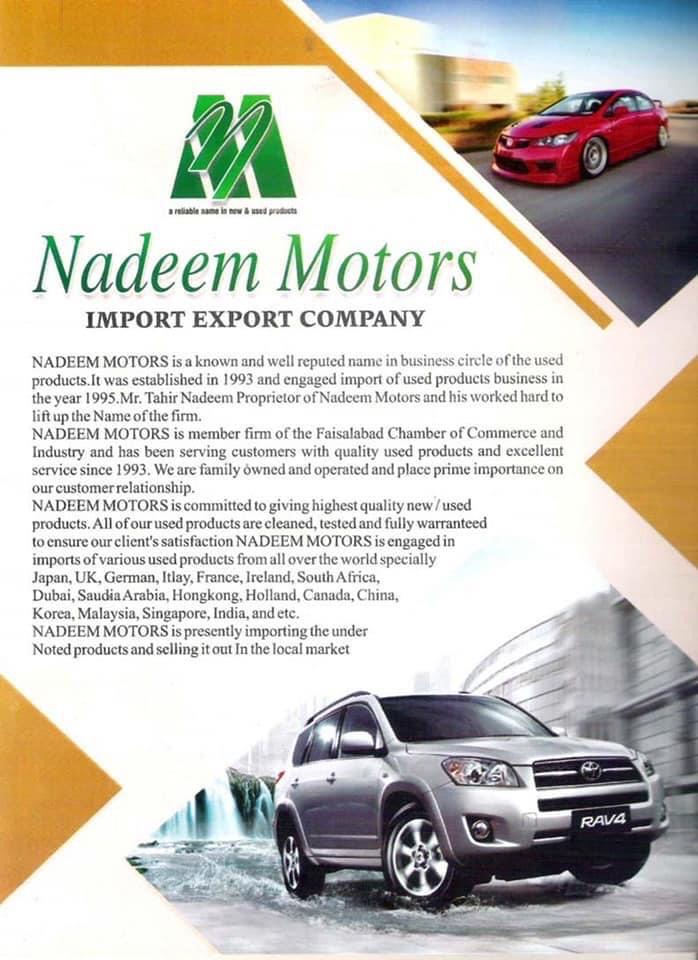 a reliable name in new & used products
Nadeem Motors
IMPORT EXPORT COMPANY
NADEEM MOTORS is a known and well reputed name in business circle of the used
products.It was established in 1993 and engaged import of used products business in
the year 1995.Mr. Tahir Nadeem Proprietor of Nadeem Motors and his worked hard to
lift up the Name of the firm.
NADEEM MOTORS is member firm of the Faisalabad Chamber of Commerce and
Industry and has been serving customers with quality used products and excellent
service since 1993. We are family owned and operated and place prime importance on
our customer relationship.
NADEEM MOTORS is committed to giving highest quality new / used
products. All of our used products are cleaned, tested and fully warranteed
to ensure our client's satisfaction NADEEM MOTORS is engaged in
imports of various used products from all over the world specially
Japan, UK, German, Itlay, France, Ireland, South Africa,
Dubai, Saudia Arabia, Hongkong, Holland, Canada, China,
Korea, Malaysia, Singapore, India, and etc.
NADEEM MOTORS is presently importing the under
Noted products and selling it out In the local market
RAV4